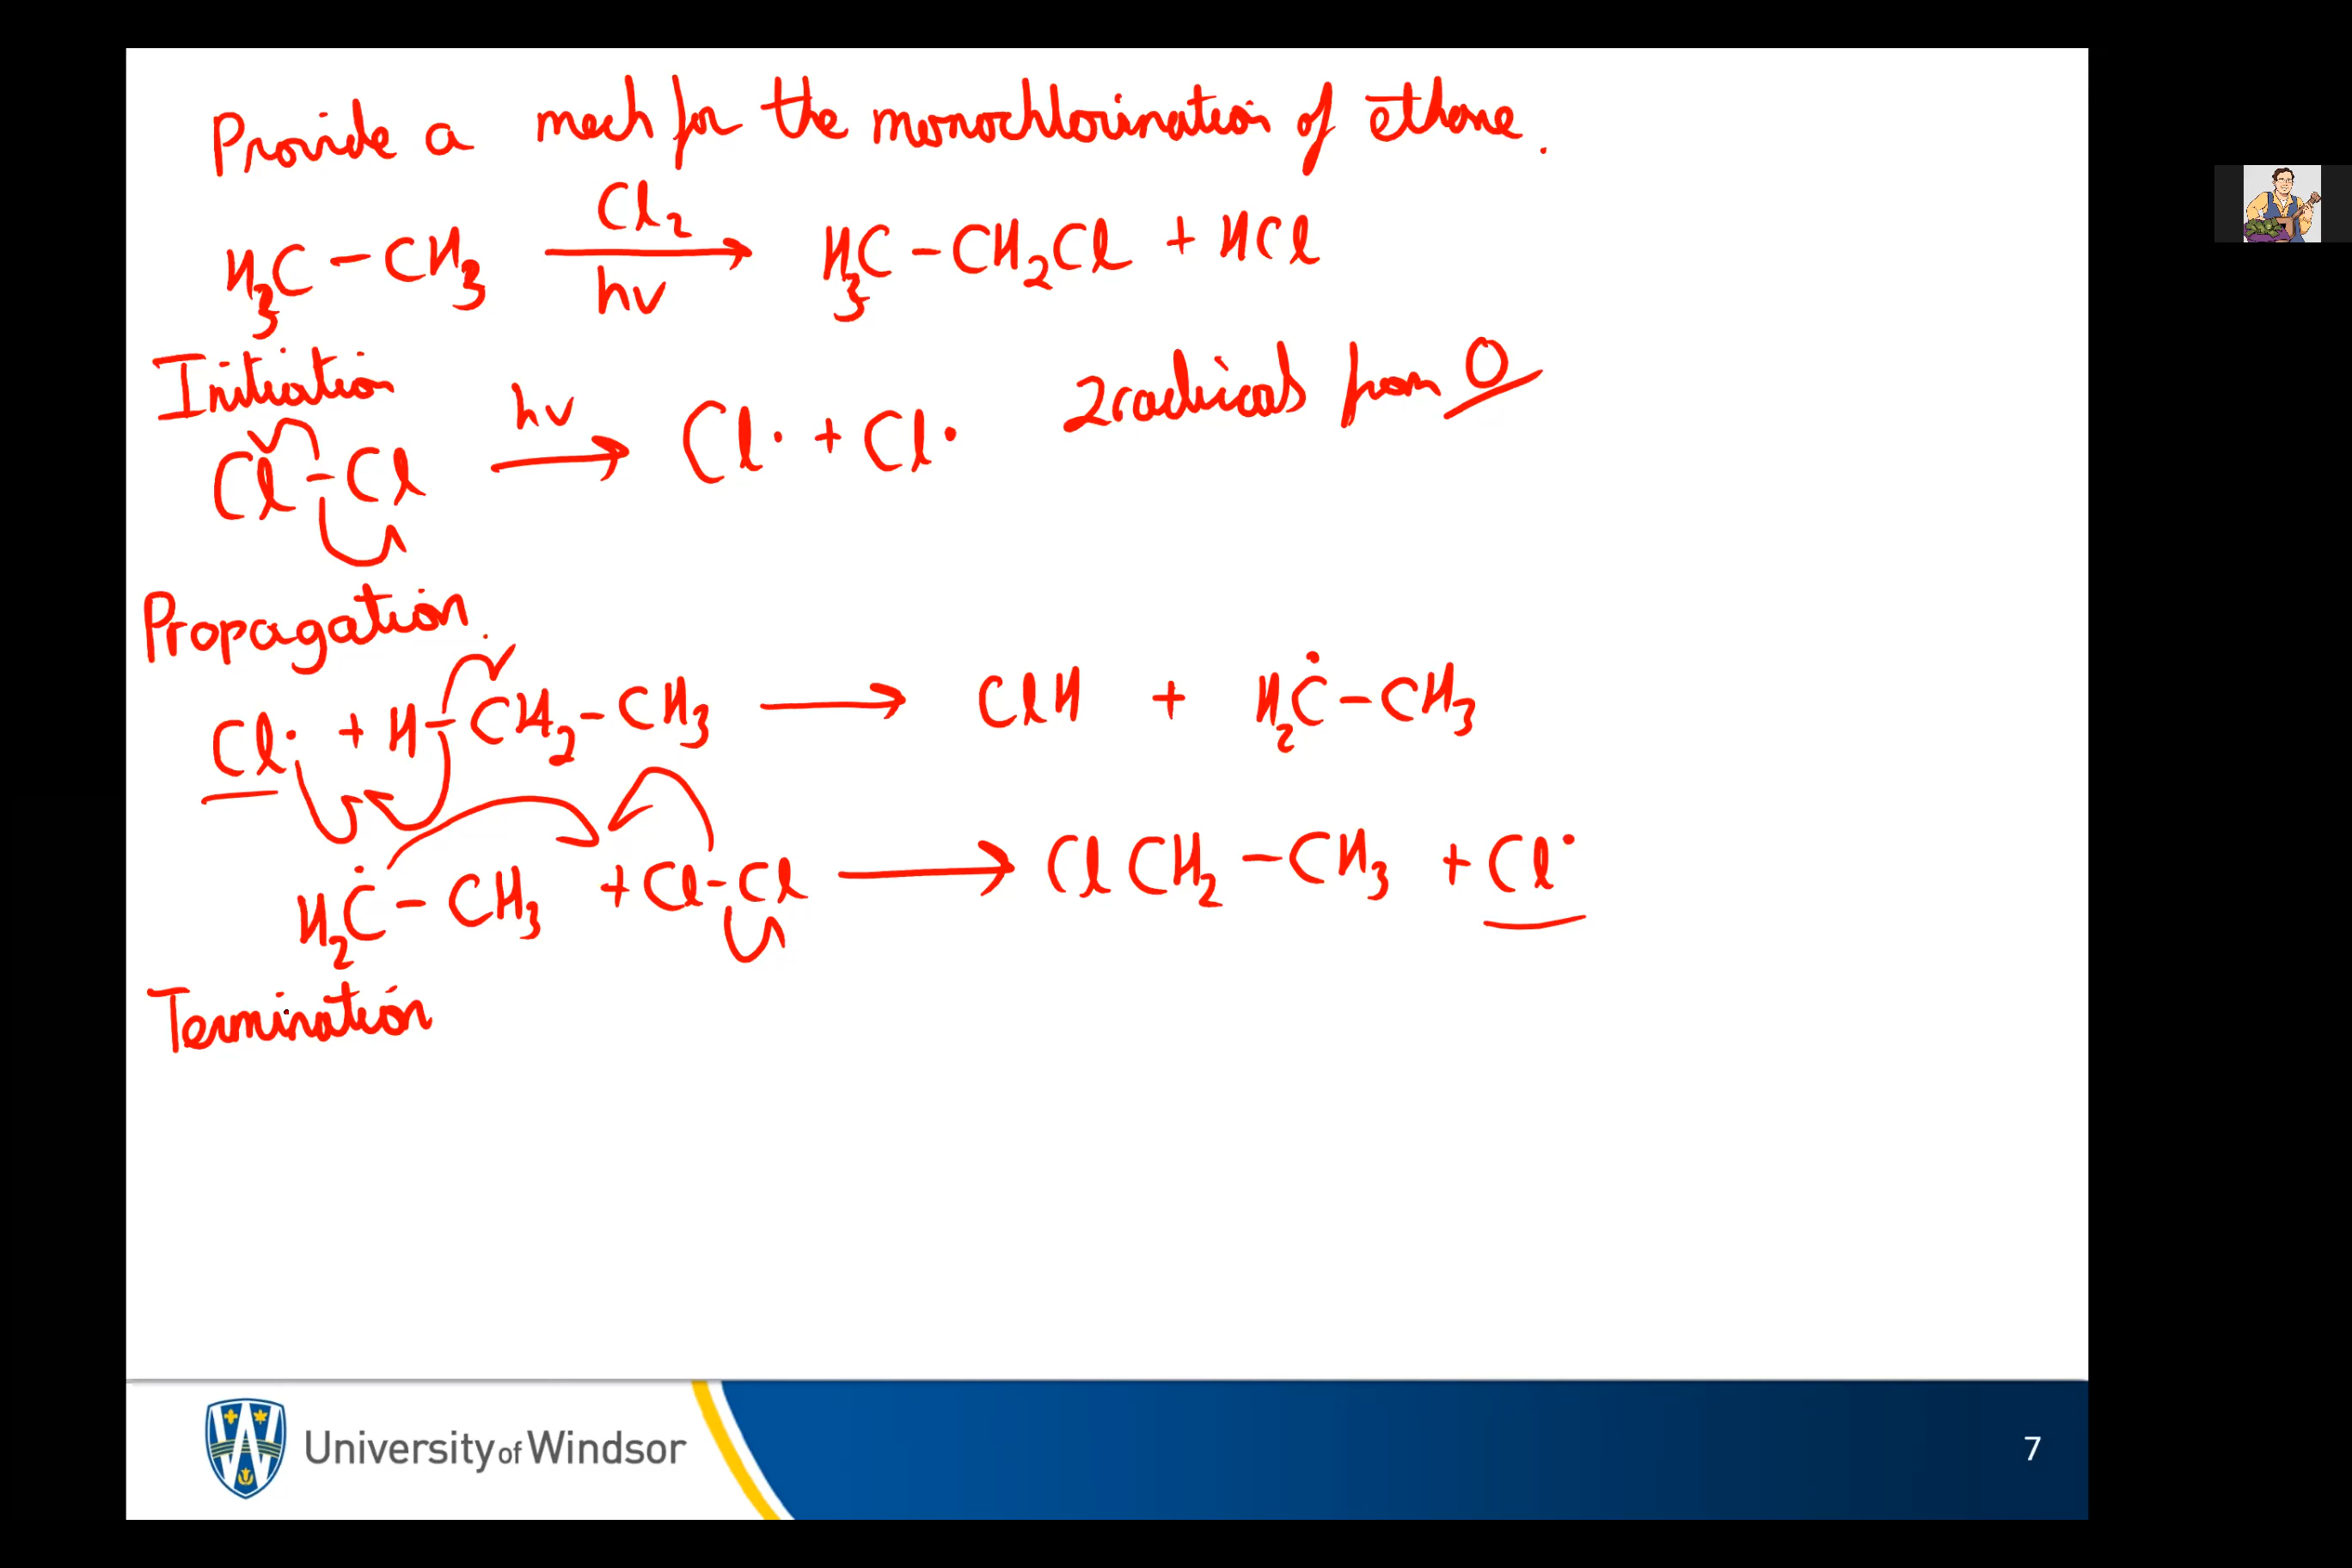 Provide a mech for the monochlorination of ethane.
H₃C-CH₃ Cl₂ hν → H₃C-CH₂Cl + HCl
Initiation
Cl-Cl hν → Cl· + Cl· 2 radicals from 0
Propagation.
Cl· + H-CH₂-CH₃ → ClH + H₂Ċ-CH₃
H₂Ċ-CH₃ + Cl-Cl → ClCH₂-CH₃ + Cl·
Termination
University of Windsor
7